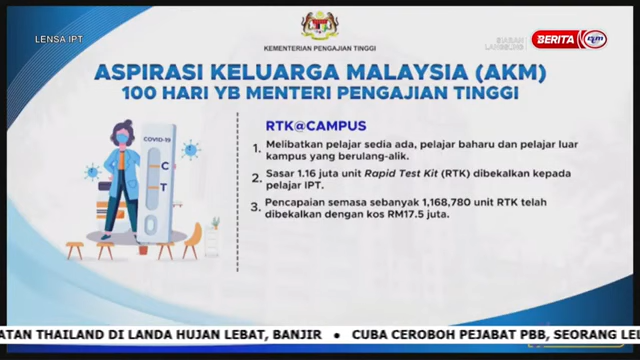 LENSA IPT
SIARAN
LANGSUNG
BERITA
KEMENTERIAN PENGAJIAN TINGGI
ASPIRASI KELUARGA MALAYSIA (AKM)
100 HARI YB MENTERI PENGAJIAN TINGGI
RTK@CAMPUS
1. Melibatkan pelajar sedia ada, pelajar baharu dan pelajar luar
kampus yang berulang-alik.
2. Sasar 1.16 juta unit Rapid Test Kit (RTK) dibekalkan kepada
pelajar IPT.
3. Pencapaian semasa sebanyak 1,168,780 unit RTK telah
dibekalkan dengan kos RM17.5 juta.
COVID-19
C
T
ATAN THAILAND DI LANDA HUJAN LEBAT, BANJIR • CUBA CEROBOH PEJABAT PBB, SEORANG LEL